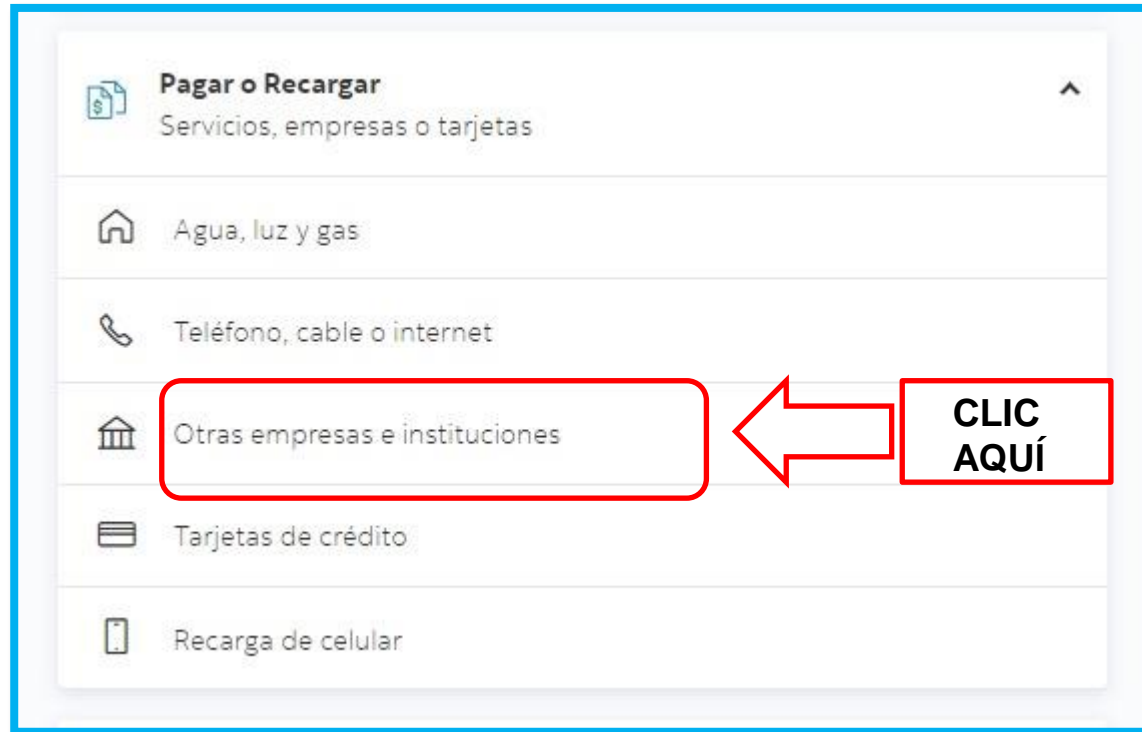 Pagar o Recargar
Servicios, empresas o tarjetas
Agua, luz y gas
Teléfono, cable o internet
Otras empresas e instituciones
CLIC
AQUÍ
Tarjetas de crédito
Recarga de celular